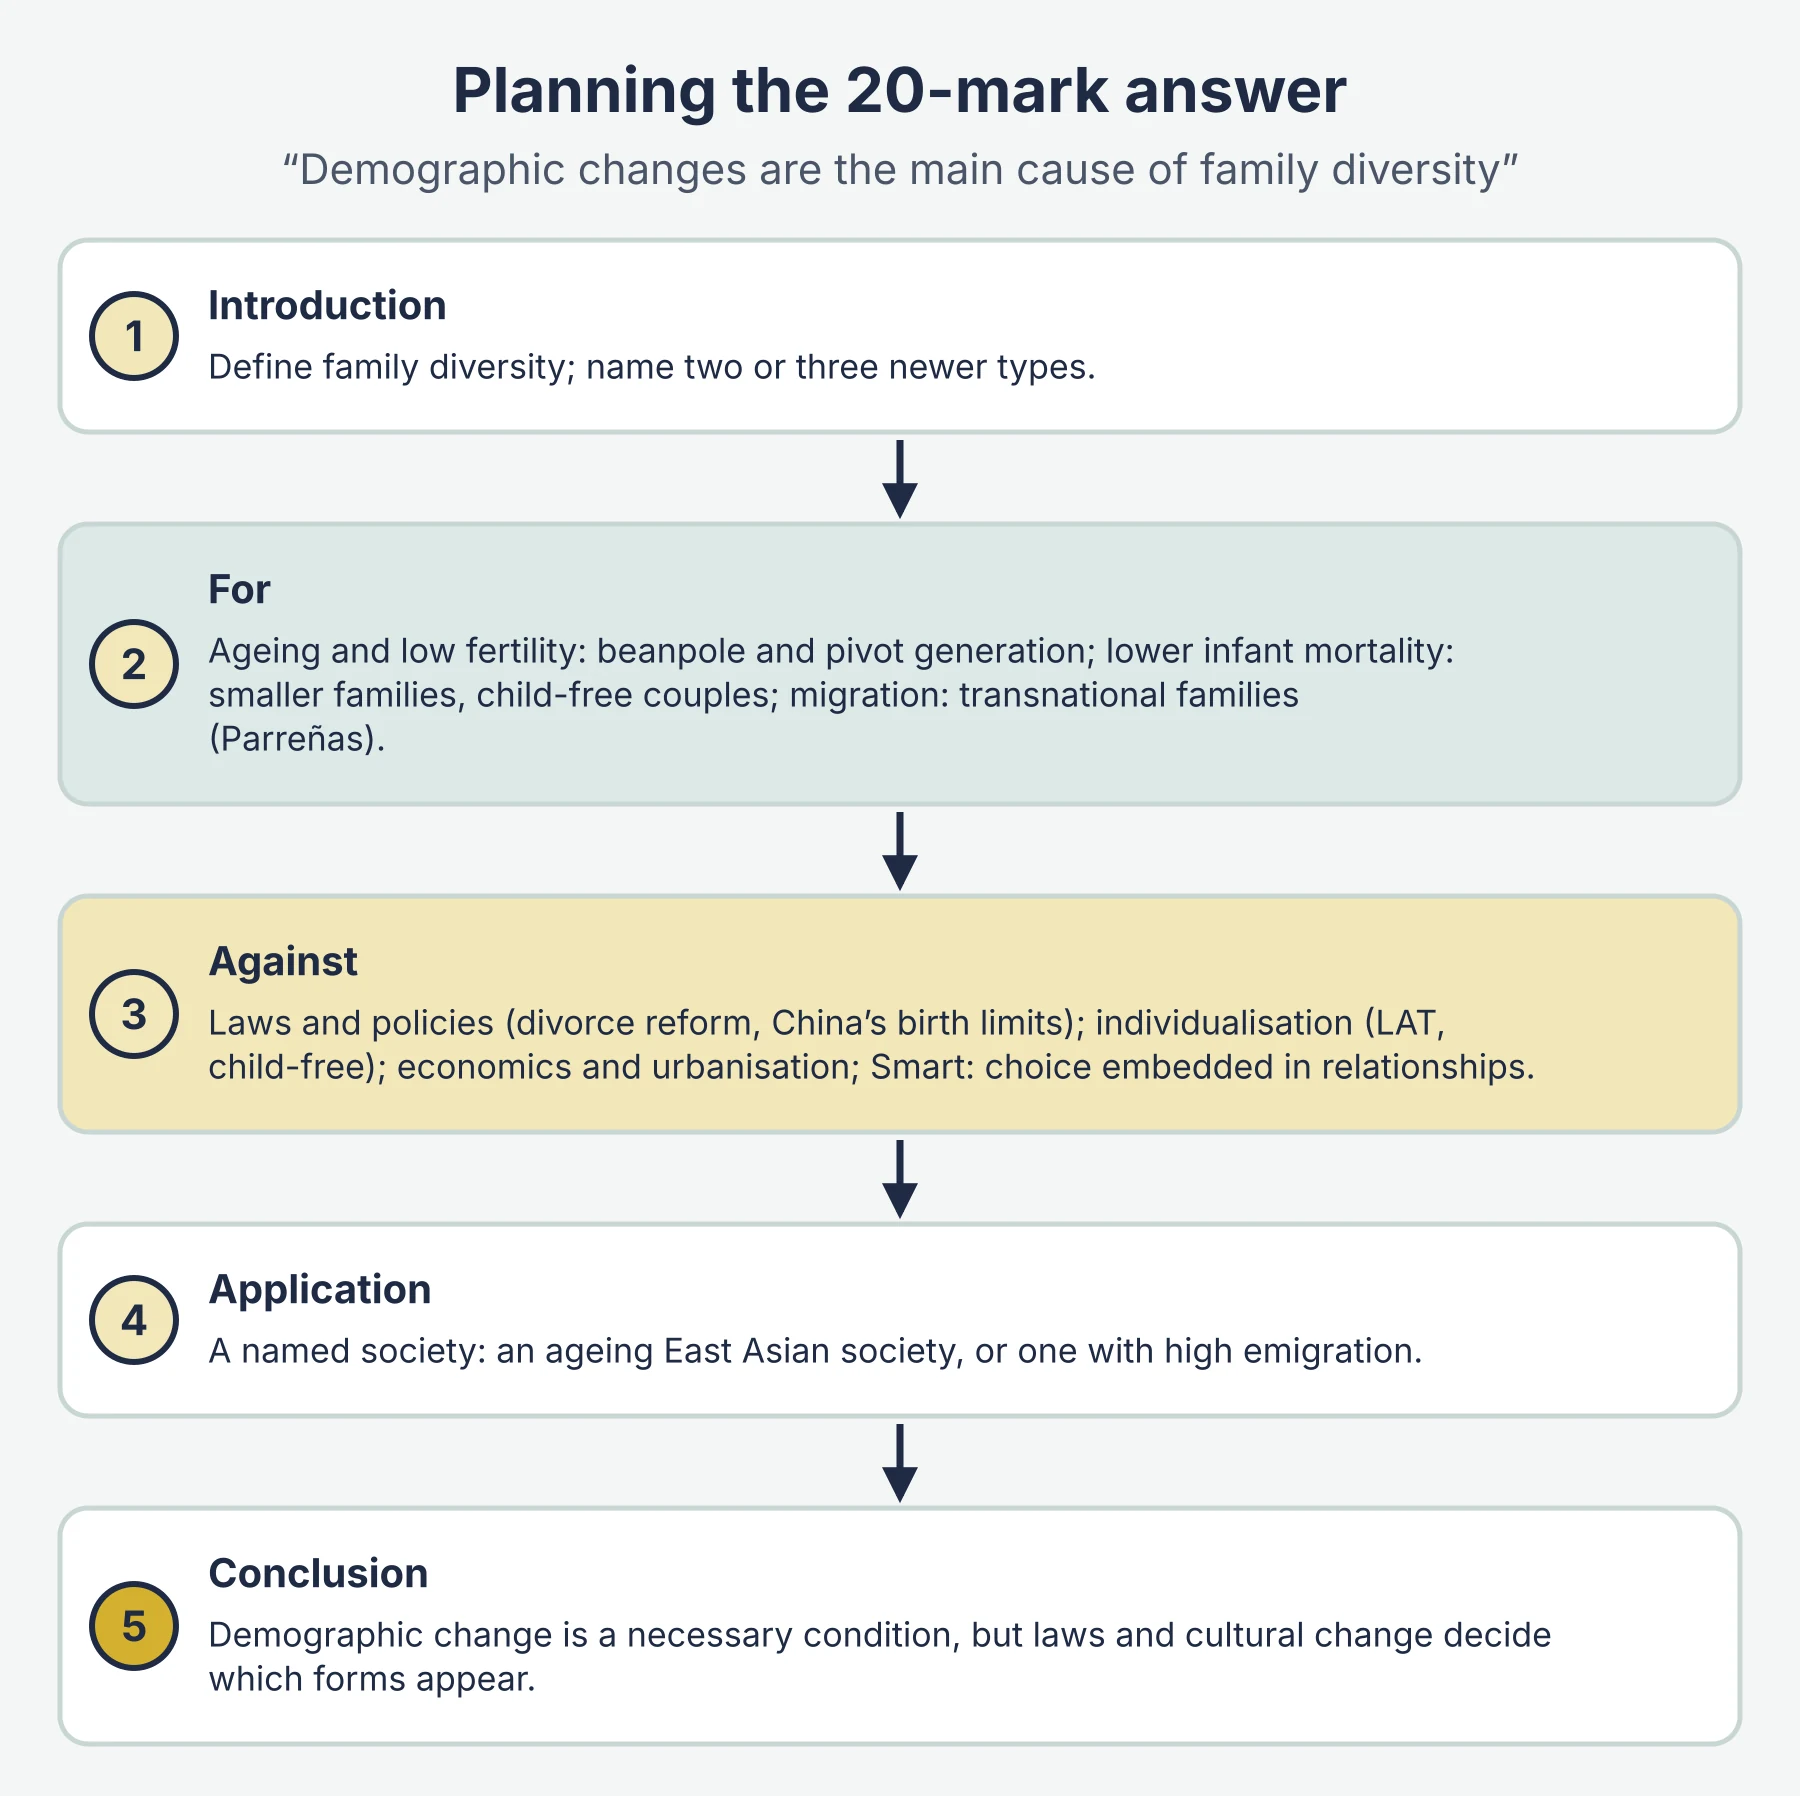 Planning the 20-mark answer
“Demographic changes are the main cause of family diversity”
1
Introduction
Define family diversity; name two or three newer types.
2
For
Ageing and low fertility: beanpole and pivot generation; lower infant mortality:
smaller families, child-free couples; migration: transnational families
(Parreñas).
3
Against
Laws and policies (divorce reform, China’s birth limits); individualisation (LAT,
child-free); economics and urbanisation; Smart: choice embedded in relationships.
4
Application
A named society: an ageing East Asian society, or one with high emigration.
5
Conclusion
Demographic change is a necessary condition, but laws and cultural change decide
which forms appear.